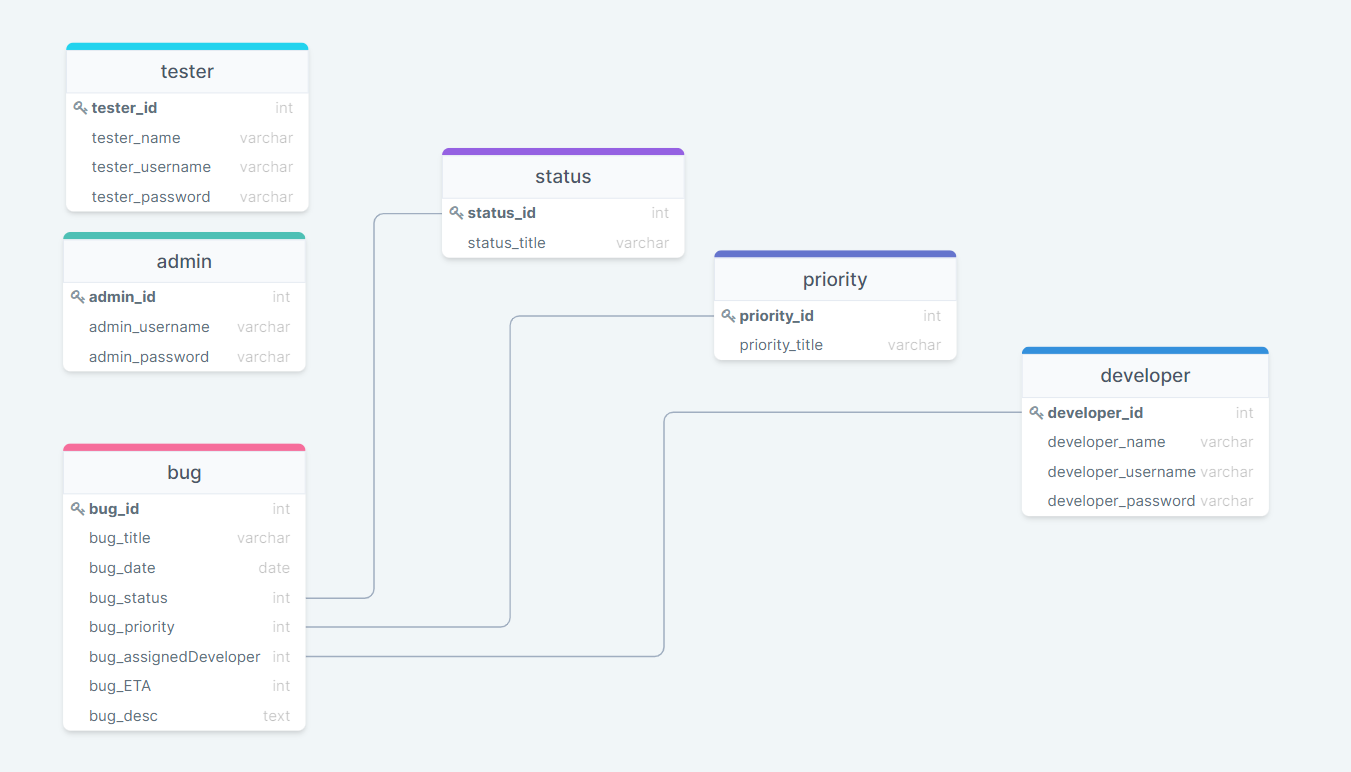 tester
tester_id int
tester_name varchar
tester_username varchar
tester_password varchar
admin
admin_id int
admin_username varchar
admin_password varchar
bug
bug_id int
bug_title varchar
bug_date date
bug_status int
bug_priority int
bug_assignedDeveloper int
bug_ETA int
bug_desc text
status
status_id int
status_title varchar
priority
priority_id int
priority_title varchar
developer
developer_id int
developer_name varchar
developer_username varchar
developer_password varchar